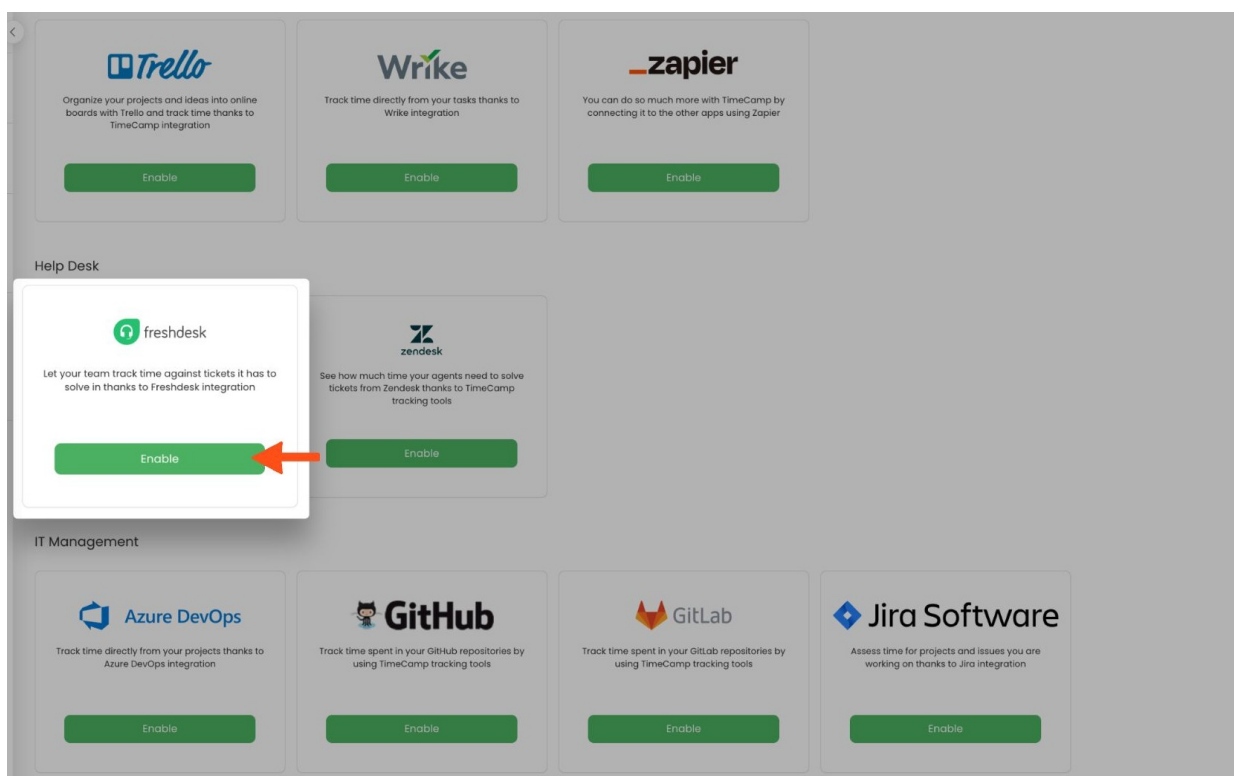 Trello
Organize your projects and ideas into online
boards with Trello and track time thanks to
TimeCamp integration
Enable
Wrike
Track time directly from your tasks thanks to
Wrike integration
Enable
_zapier
You can do so much more with TimeCamp by
connecting it to the other apps using Zapier
Enable
Help Desk
freshdesk
Let your team track time against tickets it has to
solve in thanks to Freshdesk integration
Enable
zendesk
See how much time your agents need to solve
tickets from Zendesk thanks to TimeCamp
tracking tools
Enable
IT Management
Azure DevOps
Track time directly from your projects thanks to
Azure DevOps integration
Enable
GitHub
Track time spent in your GitHub repositories by
using TimeCamp tracking tools
Enable
GitLab
Track time spent in your GitLab repositories by
using TimeCamp tracking tools
Enable
Jira Software
Assess time for projects and issues you are
working on thanks to Jira integration
Enable